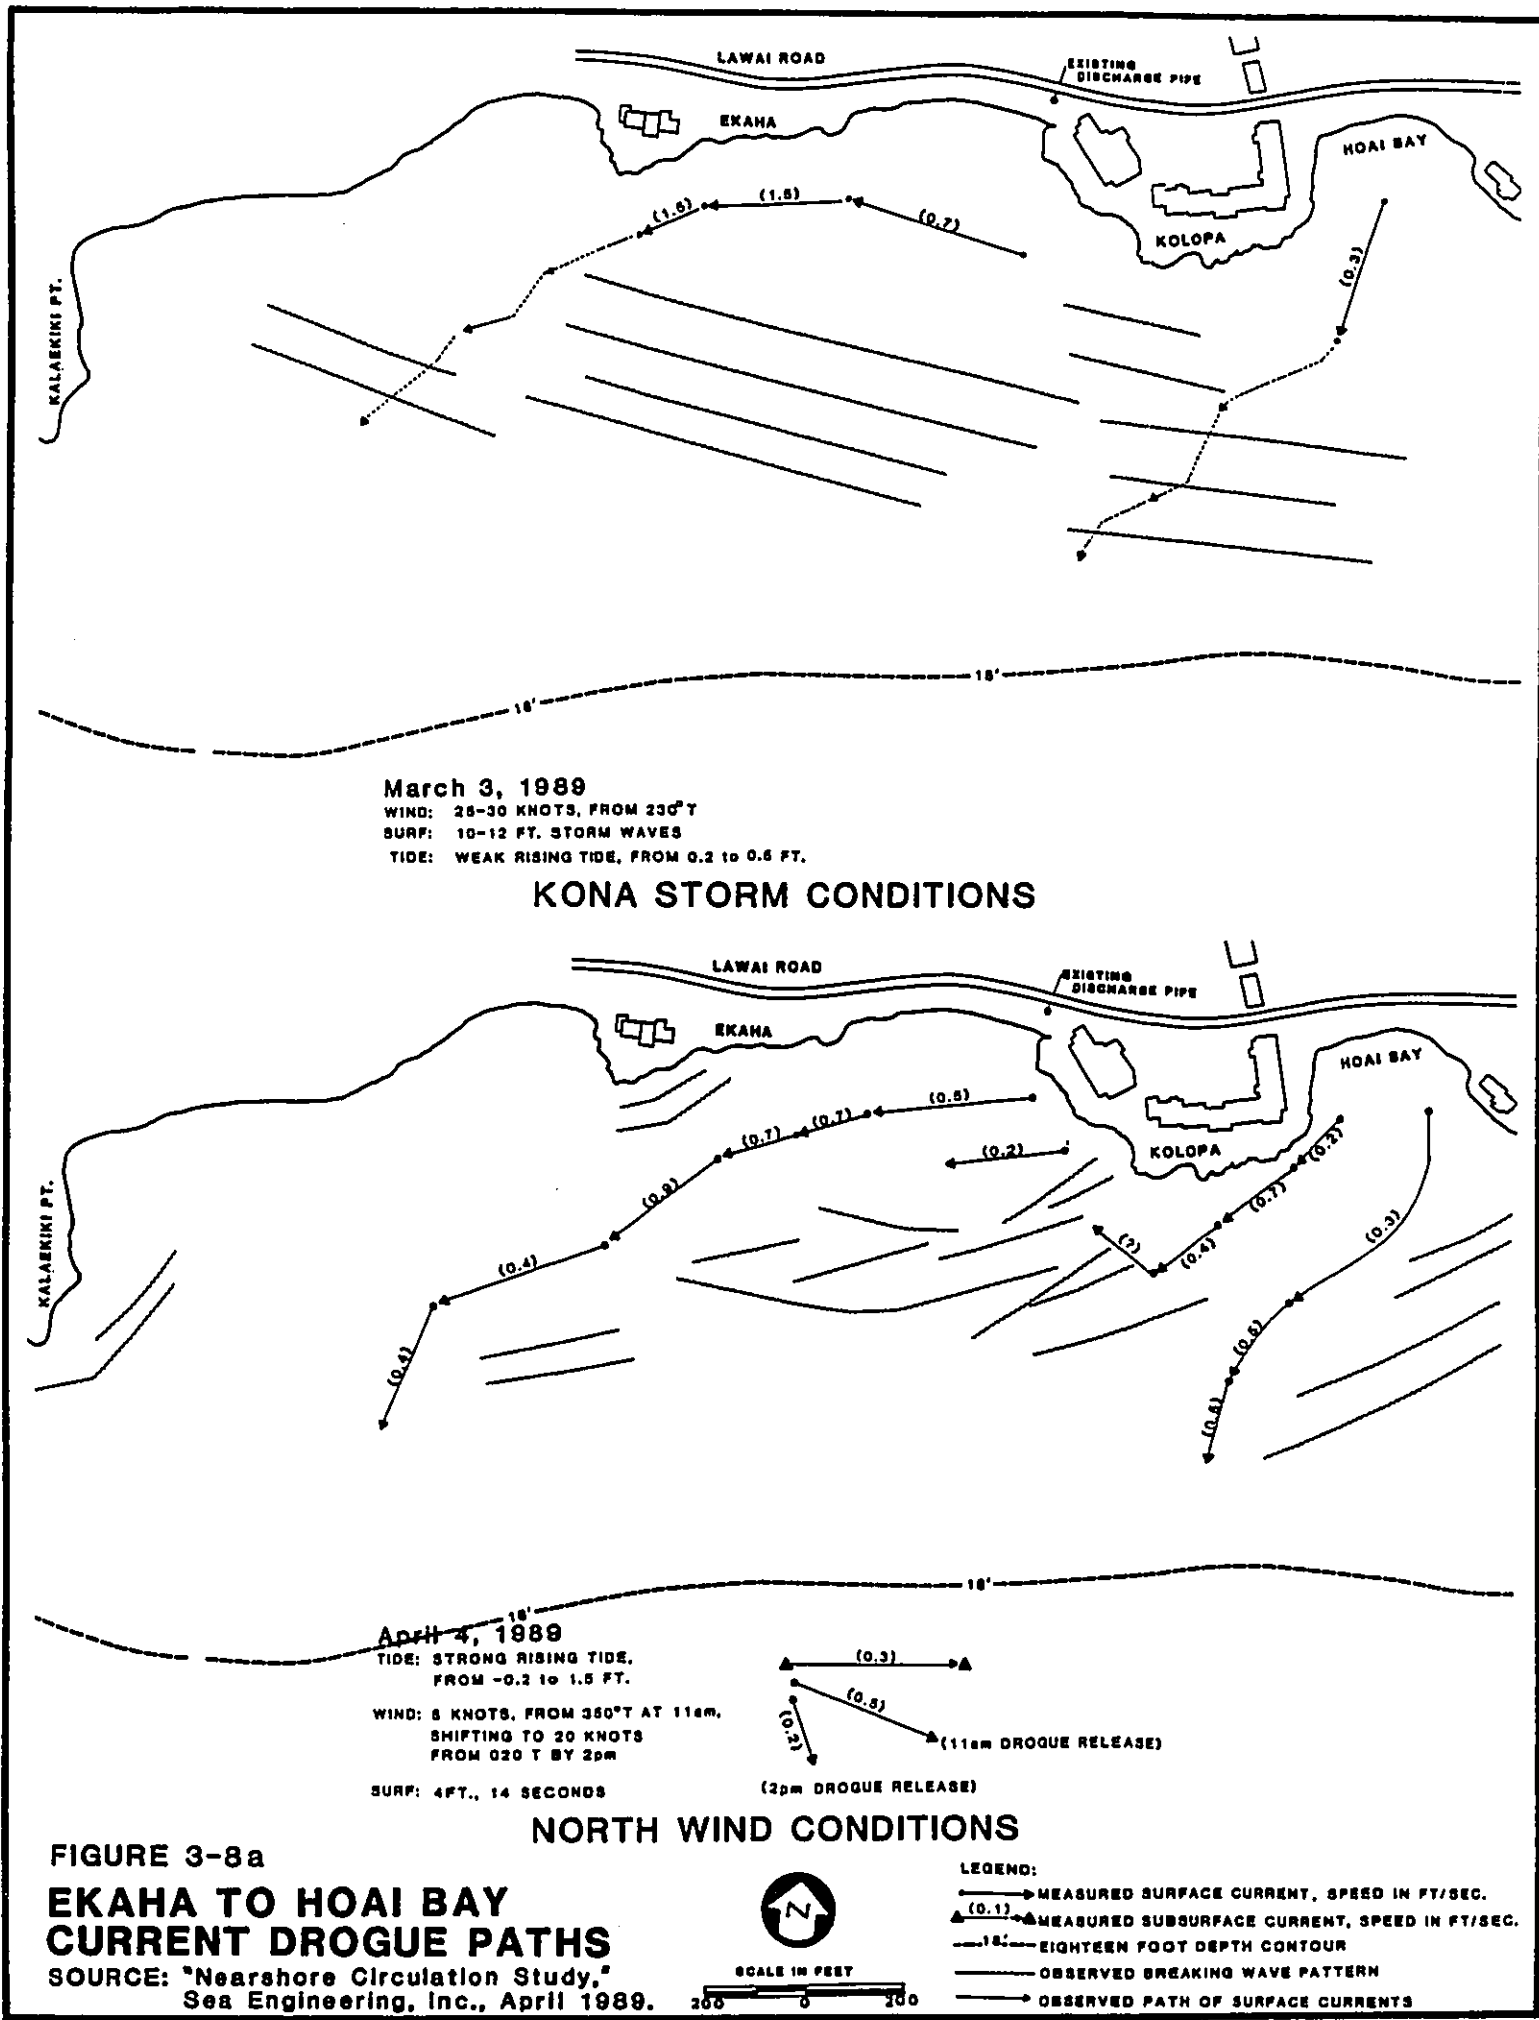 LAWAI ROAD
EXISTING
DISCHARGE PIPE
EKAHA
HOAI BAY
KOLOPA
KALAEKIKI PT.
(1.5)
(1.5)
(0.7)
(0.3)
18'
18'
March 3, 1989
WIND: 25-30 KNOTS, FROM 230°T
SURF: 10-12 FT. STORM WAVES
TIDE: WEAK RISING TIDE, FROM 0.2 to 0.5 FT.
KONA STORM CONDITIONS
LAWAI ROAD
EXISTING
DISCHARGE PIPE
EKAHA
HOAI BAY
KOLOPA
KALAEKIKI PT.
(0.5)
(0.7)
(0.7)
(0.2)
(0.9)
(0.4)
(0.4)
(0.2)
(0.7)
(?)
(0.4)
(0.3)
(0.5)
18'
18'
April 4, 1989
TIDE: STRONG RISING TIDE,
FROM -0.2 to 1.5 FT.
WIND: 5 KNOTS, FROM 350°T AT 11am,
SHIFTING TO 20 KNOTS
FROM 020 T BY 2pm
SURF: 4FT., 14 SECONDS
(0.3)
(0.5)
(0.2)
(11am DROGUE RELEASE)
(2pm DROGUE RELEASE)
NORTH WIND CONDITIONS
FIGURE 3-8a
EKAHA TO HOAI BAY
CURRENT DROGUE PATHS
SOURCE: "Nearshore Circulation Study,"
Sea Engineering, Inc., April 1989.
N
SCALE IN FEET
200 0 200
LEGEND:
MEASURED SURFACE CURRENT, SPEED IN FT/SEC.
(0.1) MEASURED SUBSURFACE CURRENT, SPEED IN FT/SEC.
18' EIGHTEEN FOOT DEPTH CONTOUR
OBSERVED BREAKING WAVE PATTERN
OBSERVED PATH OF SURFACE CURRENTS